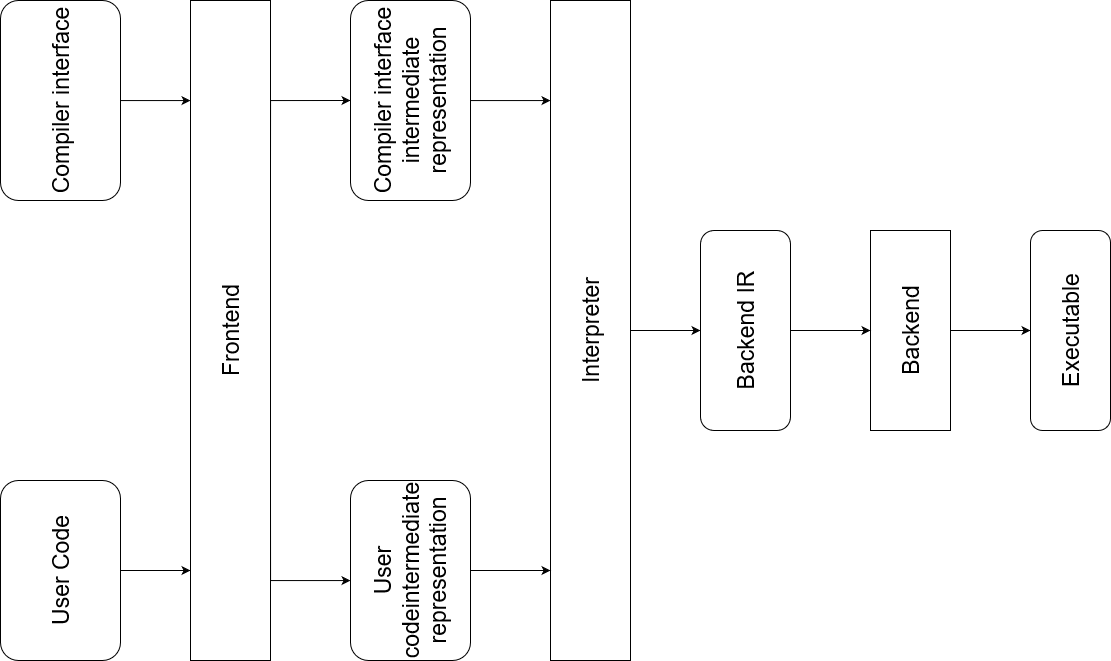 Compiler interface
User Code
Frontend
Compiler interface
intermediate
representation
User
codeintermediate
representation
Interpreter
Backend IR
Backend
Executable